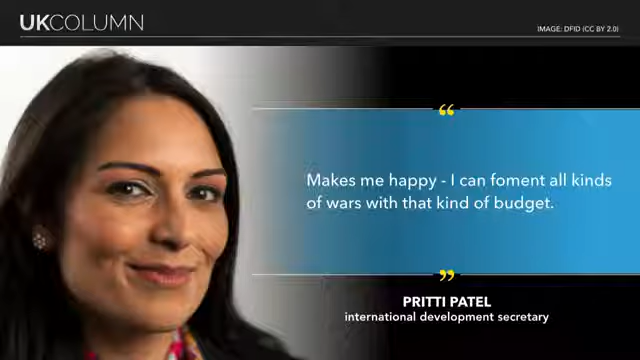 UKCOLUMN
IMAGE: DFID (CC BY 2.0)
“
Makes me happy - I can foment all kinds
of wars with that kind of budget.
”
PRITTI PATEL
international development secretary